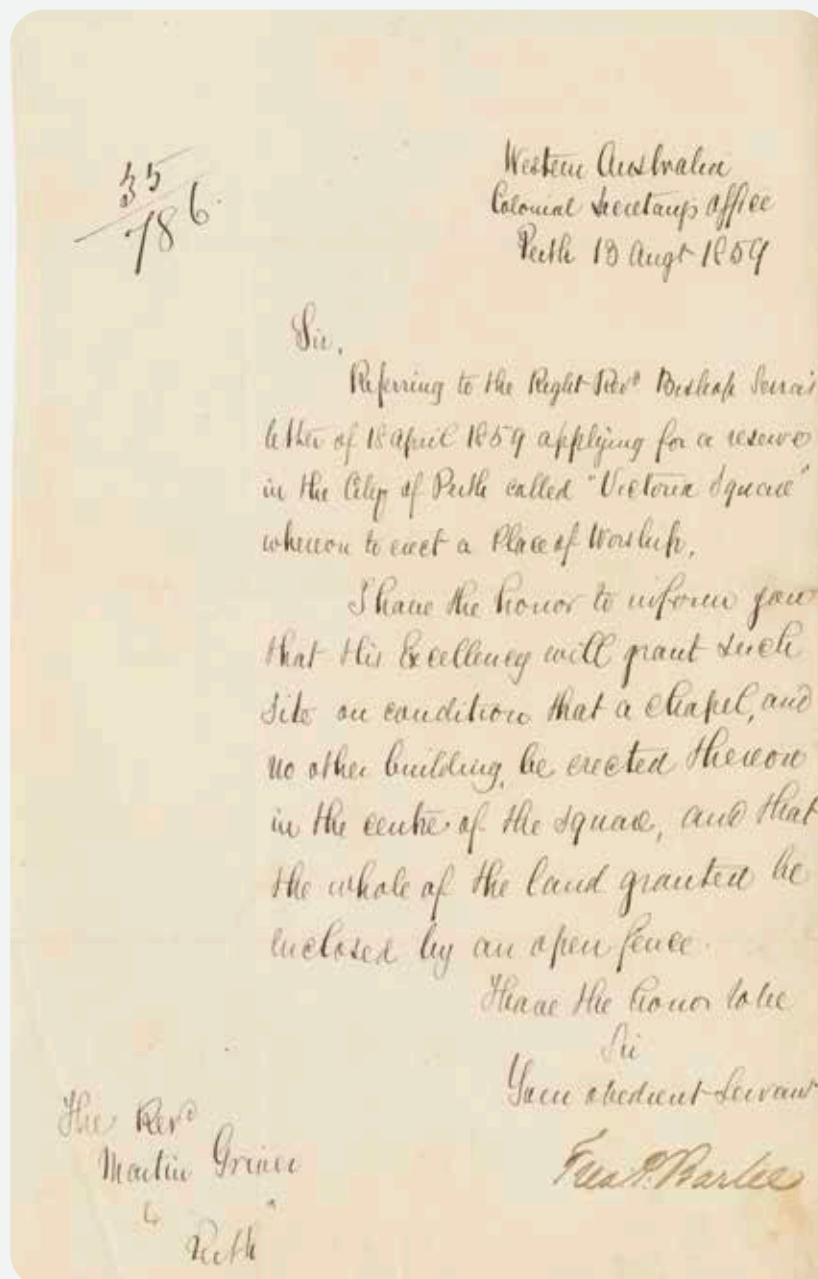 35
786
Western Australia
Colonial Secretarys Office
Perth 13 Augt 1859
Sir,
Referring to the Right Revd Bishop Serra's
letter of 18 April 1859 applying for a reserve
in the City of Perth called "Victoria Square"
whereon to erect a Place of Worship,
I have the honor to inform you
that His Excellency will grant such
site on condition that a chapel, and
no other building, be erected thereon
in the centre of the square, and that
the whole of the land granted be
enclosed by an open fence.
I have the honor to be
Sir
Your obedient Servant
Fred P. Barlee
The Revd
Martin Griver
Perth